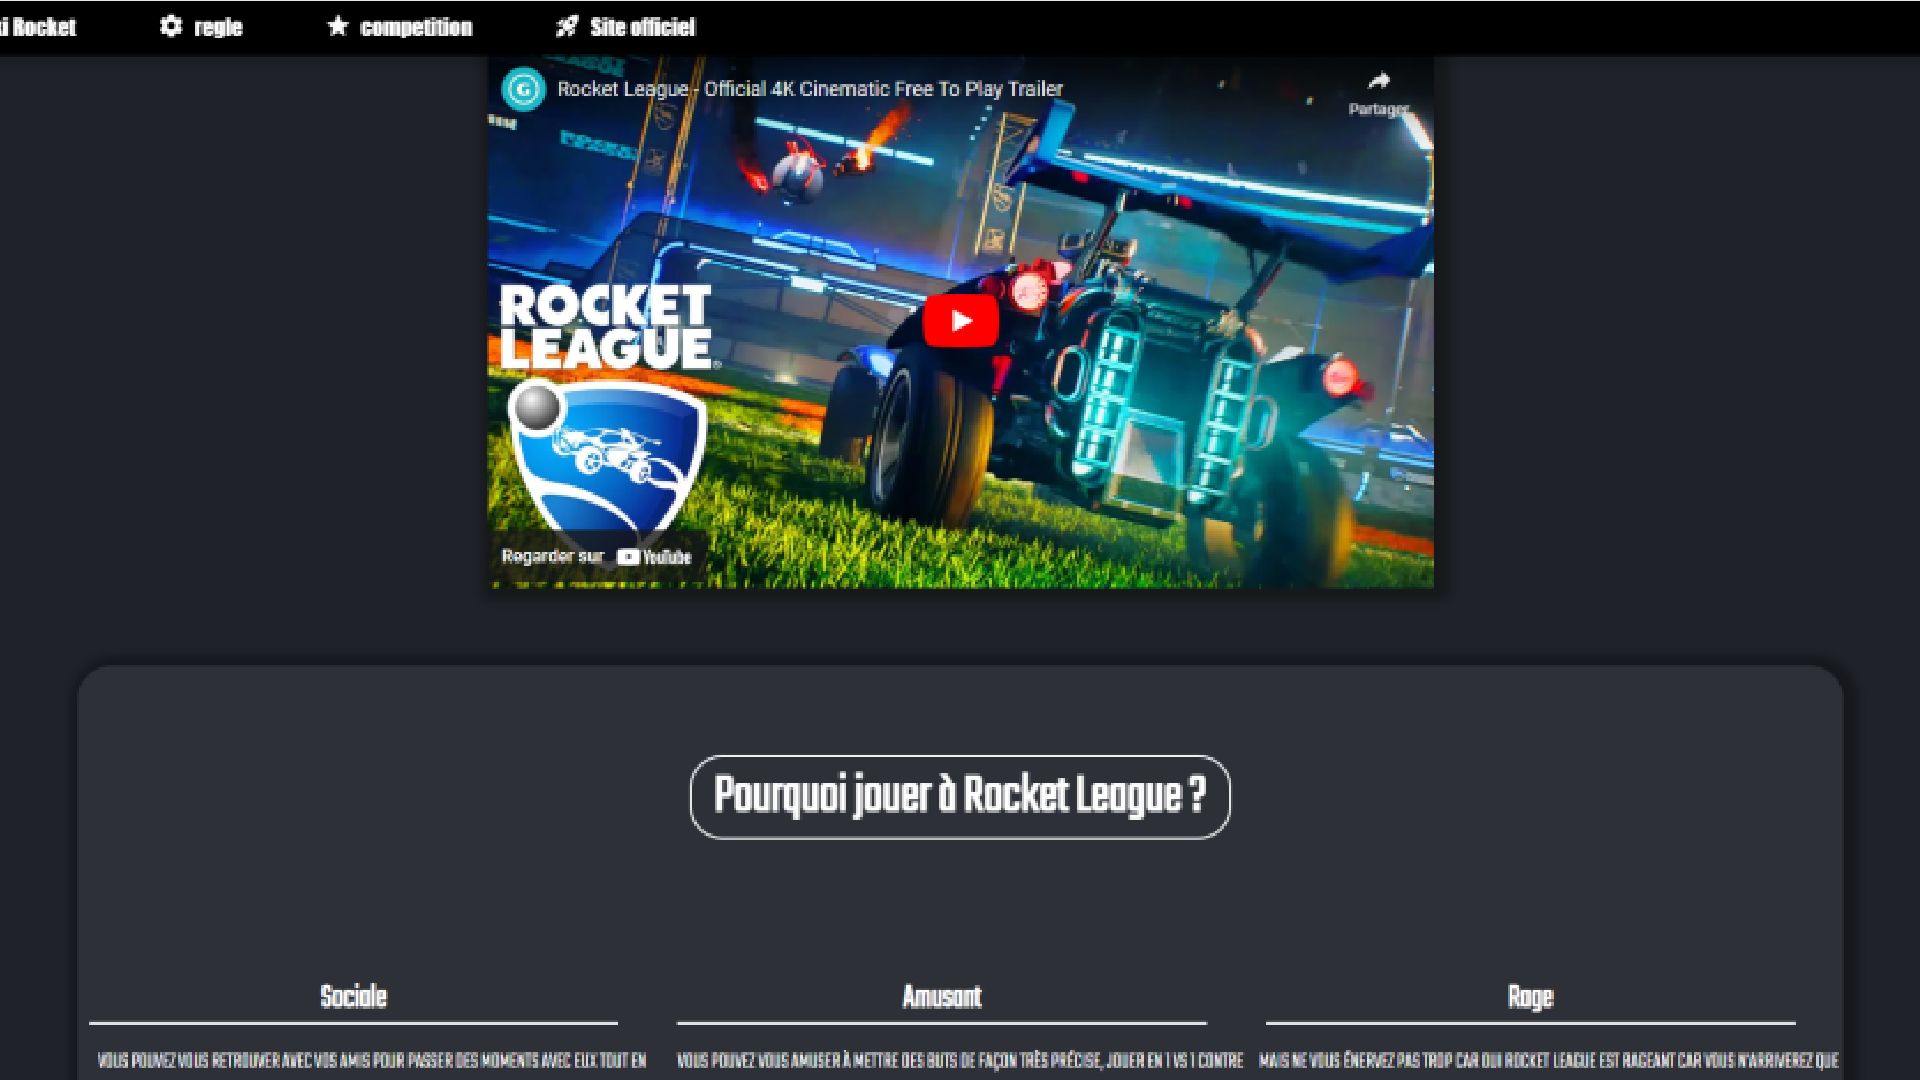 Rocket
regle
competition
Site officiel
Rocket League - Official 4K Cinematic Free To Play Trailer
Partager
ROCKET
LEAGUE
Regarder sur YouTube
Pourquoi jouer à Rocket League ?
Sociale
Amusant
Rage
VOUS POUVEZ VOUS RETROUVER AVEC VOS AMIS POUR PASSER DES MOMENTS AVEC EUX TOUT EN
VOUS POUVEZ VOUS AMUSER À METTRE DES BUTS DE FAÇON TRÈS PRÉCISE, JOUER EN 1 VS 1 CONTRE
MAIS NE VOUS ÉNERVEZ PAS TROP CAR OUI ROCKET LEAGUE EST RAGEANT CAR VOUS N'ARRIVEREZ QUE